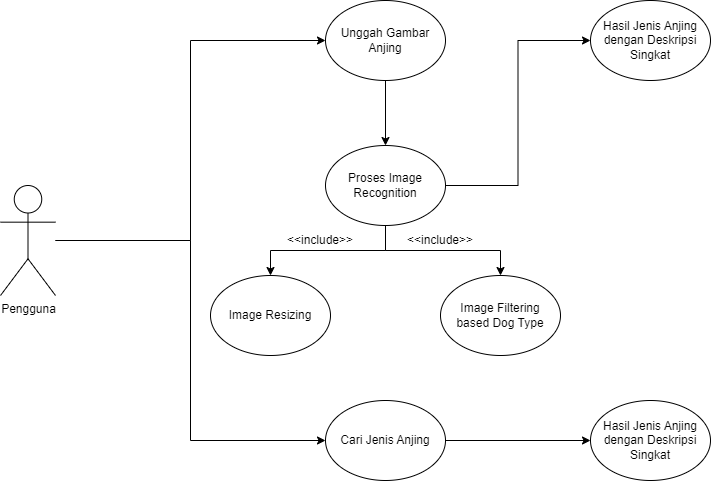 Unggah Gambar
Anjing
Hasil Jenis Anjing
dengan Deskripsi
Singkat
Proses Image
Recognition
<<include>>
<<include>>
Pengguna
Image Resizing
Image Filtering
based Dog Type
Cari Jenis Anjing
Hasil Jenis Anjing
dengan Deskripsi
Singkat